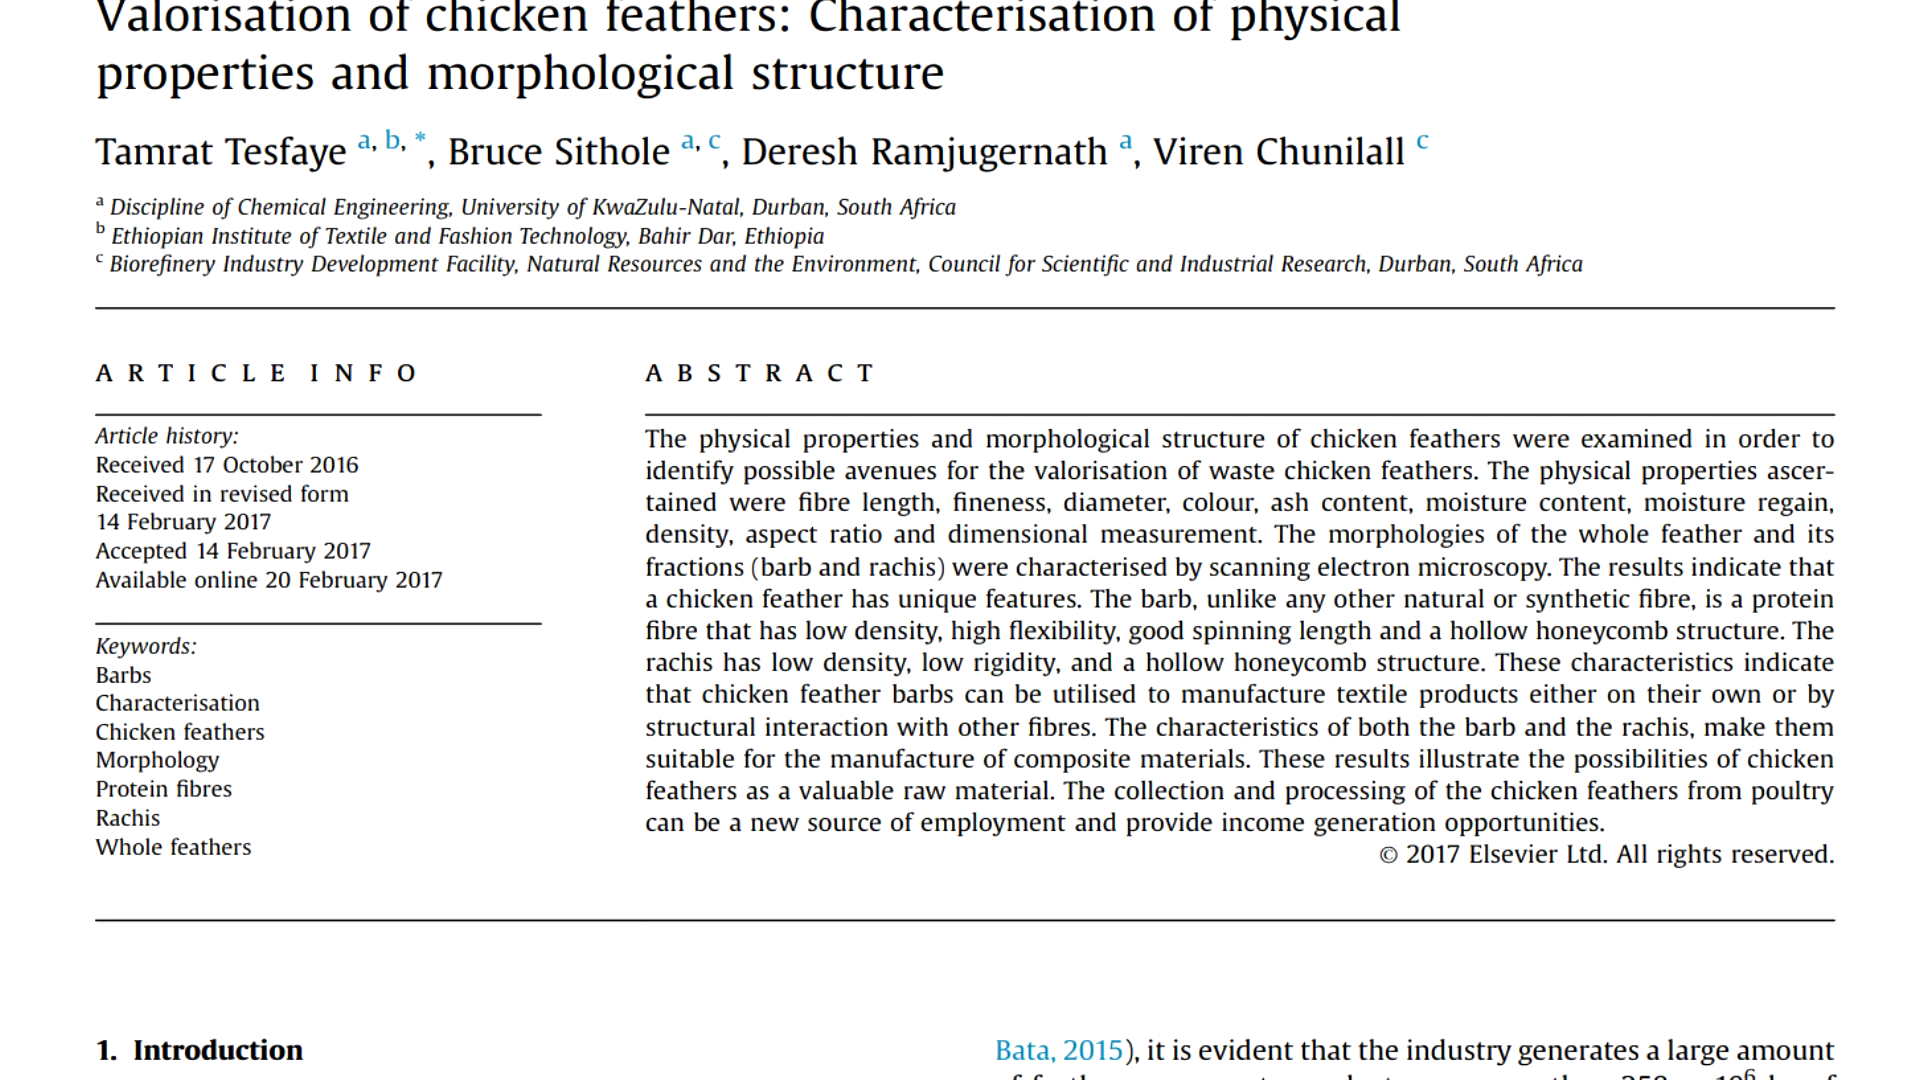 Valorisation of chicken feathers: Characterisation of physical
properties and morphological structure
Tamrat Tesfaye a, b, *, Bruce Sithole a, c, Deresh Ramjugernath a, Viren Chunilall c
a Discipline of Chemical Engineering, University of KwaZulu-Natal, Durban, South Africa
b Ethiopian Institute of Textile and Fashion Technology, Bahir Dar, Ethiopia
c Biorefinery Industry Development Facility, Natural Resources and the Environment, Council for Scientific and Industrial Research, Durban, South Africa
ARTICLE INFO
Article history:
Received 17 October 2016
Received in revised form
14 February 2017
Accepted 14 February 2017
Available online 20 February 2017
Keywords:
Barbs
Characterisation
Chicken feathers
Morphology
Protein fibres
Rachis
Whole feathers
ABSTRACT
The physical properties and morphological structure of chicken feathers were examined in order to
identify possible avenues for the valorisation of waste chicken feathers. The physical properties ascer-
tained were fibre length, fineness, diameter, colour, ash content, moisture content, moisture regain,
density, aspect ratio and dimensional measurement. The morphologies of the whole feather and its
fractions (barb and rachis) were characterised by scanning electron microscopy. The results indicate that
a chicken feather has unique features. The barb, unlike any other natural or synthetic fibre, is a protein
fibre that has low density, high flexibility, good spinning length and a hollow honeycomb structure. The
rachis has low density, low rigidity, and a hollow honeycomb structure. These characteristics indicate
that chicken feather barbs can be utilised to manufacture textile products either on their own or by
structural interaction with other fibres. The characteristics of both the barb and the rachis, make them
suitable for the manufacture of composite materials. These results illustrate the possibilities of chicken
feathers as a valuable raw material. The collection and processing of the chicken feathers from poultry
can be a new source of employment and provide income generation opportunities.
© 2017 Elsevier Ltd. All rights reserved.
1. Introduction
Bata, 2015), it is evident that the industry generates a large amount